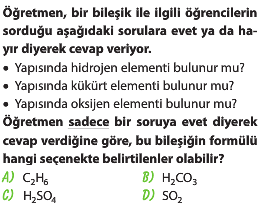 Öğretmen, bir bileşik ile ilgili öğrencilerin
sorduğu aşağıdaki sorulara evet ya da ha-
yır diyerek cevap veriyor.
• Yapısında hidrojen elementi bulunur mu?
• Yapısında kükürt elementi bulunur mu?
• Yapısında oksijen elementi bulunur mu?
Öğretmen sadece bir soruya evet diyerek
cevap verdiğine göre, bu bileşiğin formülü
hangi seçenekte belirtilenler olabilir?
A) C₂H₆ B) H₂CO₃
C) H₂SO₄ D) SO₂